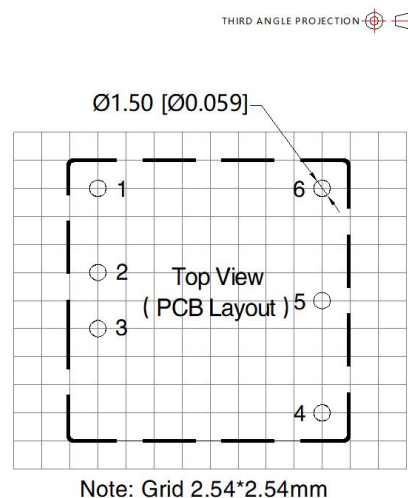 THIRD ANGLE PROJECTION
Ø1.50 [Ø0.059]
1
6
2
Top View
( PCB Layout )
5
3
4
Note: Grid 2.54*2.54mm